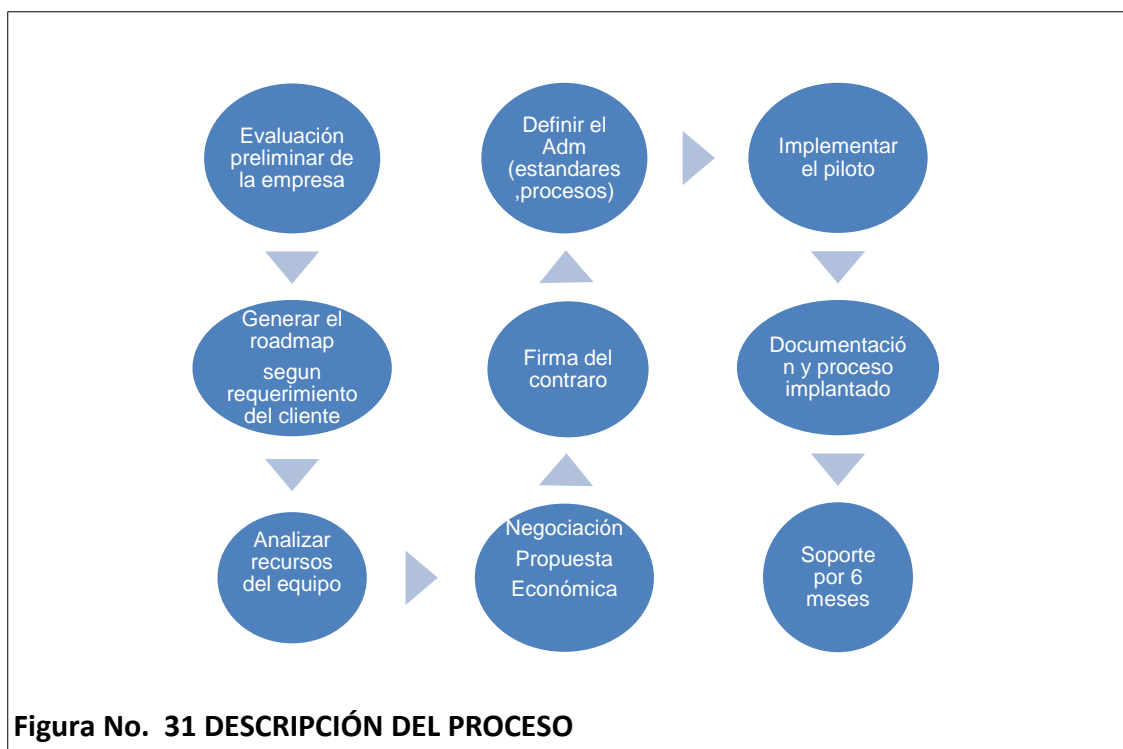 Evaluación
preliminar de
la empresa
Generar el
roadmap
segun
requerimiento
del cliente
Analizar
recursos
del equipo
Negociación
Propuesta
Económica
Firma del
contraro
Definir el
Adm
(estandares
,procesos)
Implementar
el piloto
Documentació
n y proceso
implantado
Soporte
por 6
meses
Figura No. 31 DESCRIPCIÓN DEL PROCESO